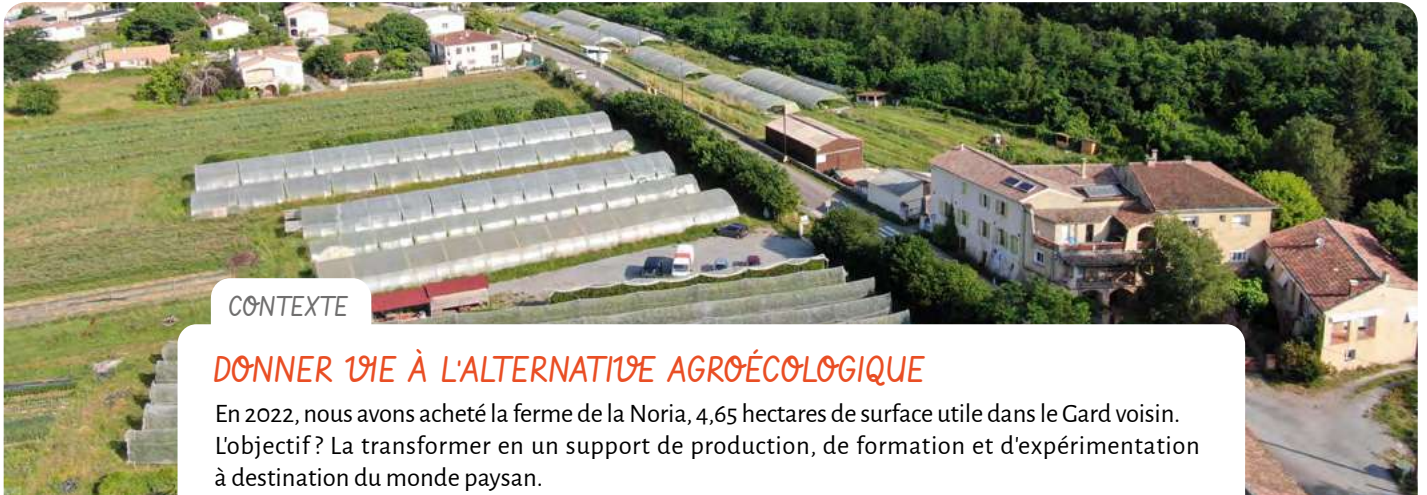 CONTEXTE
DONNER VIE À L'ALTERNATIVE AGROÉCOLOGIQUE
En 2022, nous avons acheté la ferme de la Noria, 4,65 hectares de surface utile dans le Gard voisin.
L'objectif ? La transformer en un support de production, de formation et d'expérimentation
à destination du monde paysan.